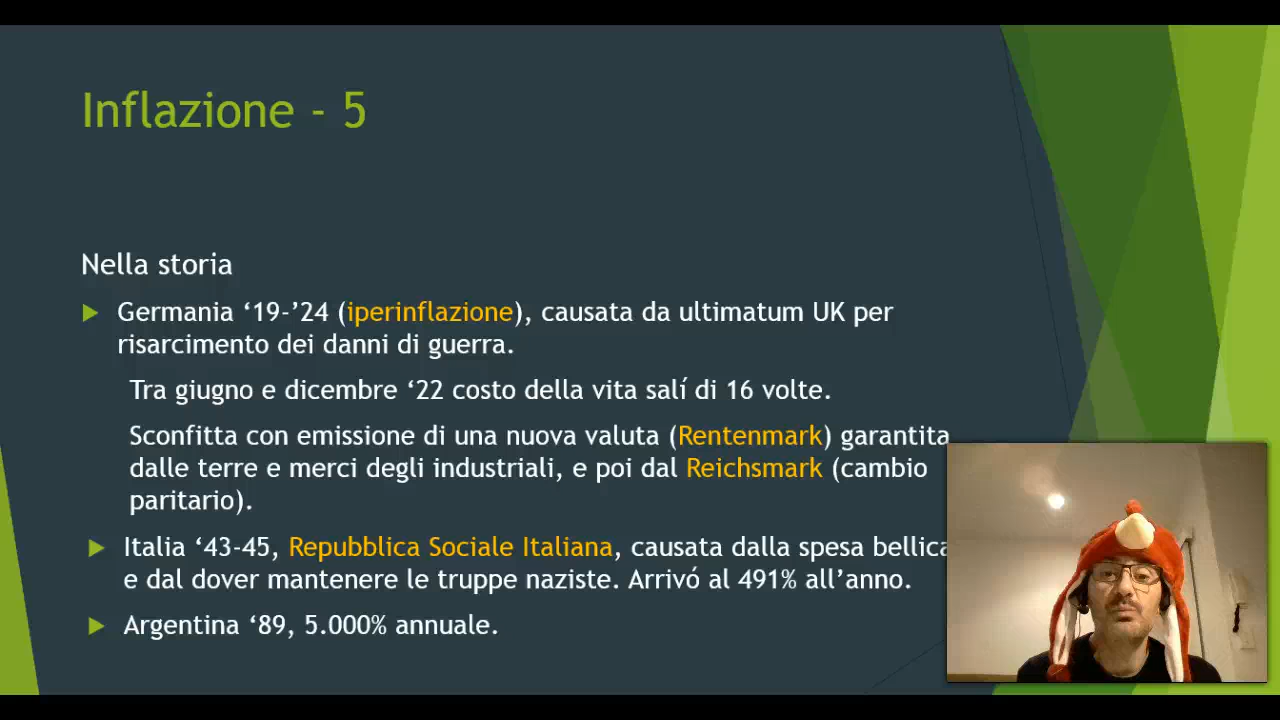 Inflazione - 5
Nella storia
Germania ‘19-’24 (iperinflazione), causata da ultimatum UK per
risarcimento dei danni di guerra.
Tra giugno e dicembre ‘22 costo della vita salí di 16 volte.
Sconfitta con emissione di una nuova valuta (Rentenmark) garantita
dalle terre e merci degli industriali, e poi dal Reichsmark (cambio
paritario).
Italia ‘43-45, Repubblica Sociale Italiana, causata dalla spesa bellica
e dal dover mantenere le truppe naziste. Arrivó al 491% all’anno.
Argentina ‘89, 5.000% annuale.